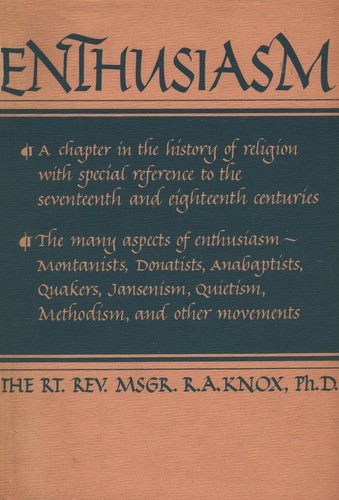 ENTHUSIASM
¶ A chapter in the history of religion
with special reference to the
seventeenth and eighteenth centuries
¶ The many aspects of enthusiasm ~
Montanists, Donatists, Anabaptists,
Quakers, Jansenism, Quietism,
Methodism, and other movements
THE RT. REV. MSGR. R.A. KNOX, Ph.D.